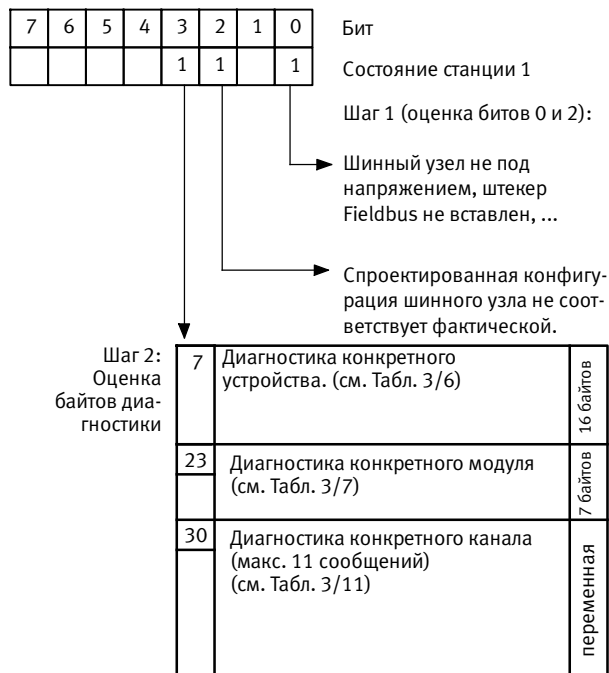 7 6 5 4 3 2 1 0 Бит
1 1 1 Состояние станции 1
Шаг 1 (оценка битов 0 и 2):
Шинный узел не под
напряжением, штекер
Fieldbus не вставлен, ...
Спроектированная конфигу-
рация шинного узла не соот-
ветствует фактической.
Шаг 2:
Оценка
байтов диа-
гностики
7 Диагностика конкретного
устройства. (см. Табл. 3/6)
16 байтов
23 Диагностика конкретного модуля
(см. Табл. 3/7)
7 байтов
30 Диагностика конкретного канала
(макс. 11 сообщений)
(см. Табл. 3/11)
переменная